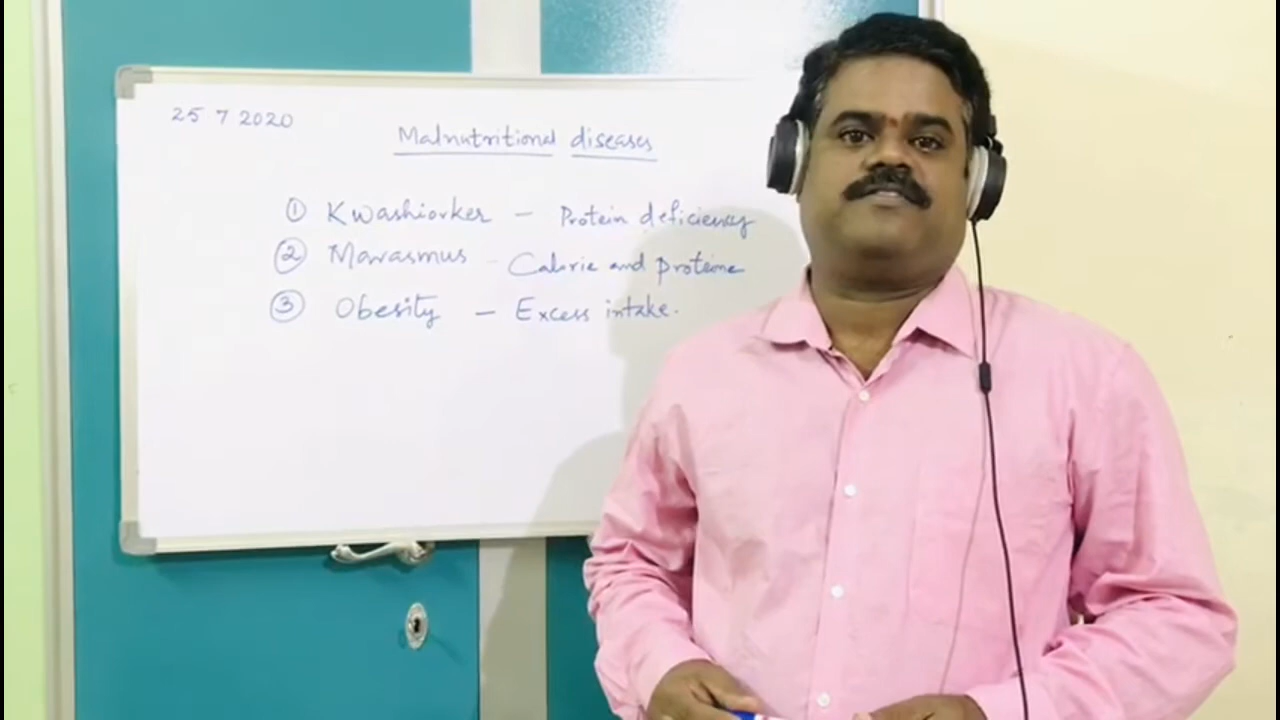 25 7 2020
Malnutritional diseases
① Kwashiorker - Protein deficiency
② Marasmus - Calorie and proteine
③ Obesity - Excess intake.